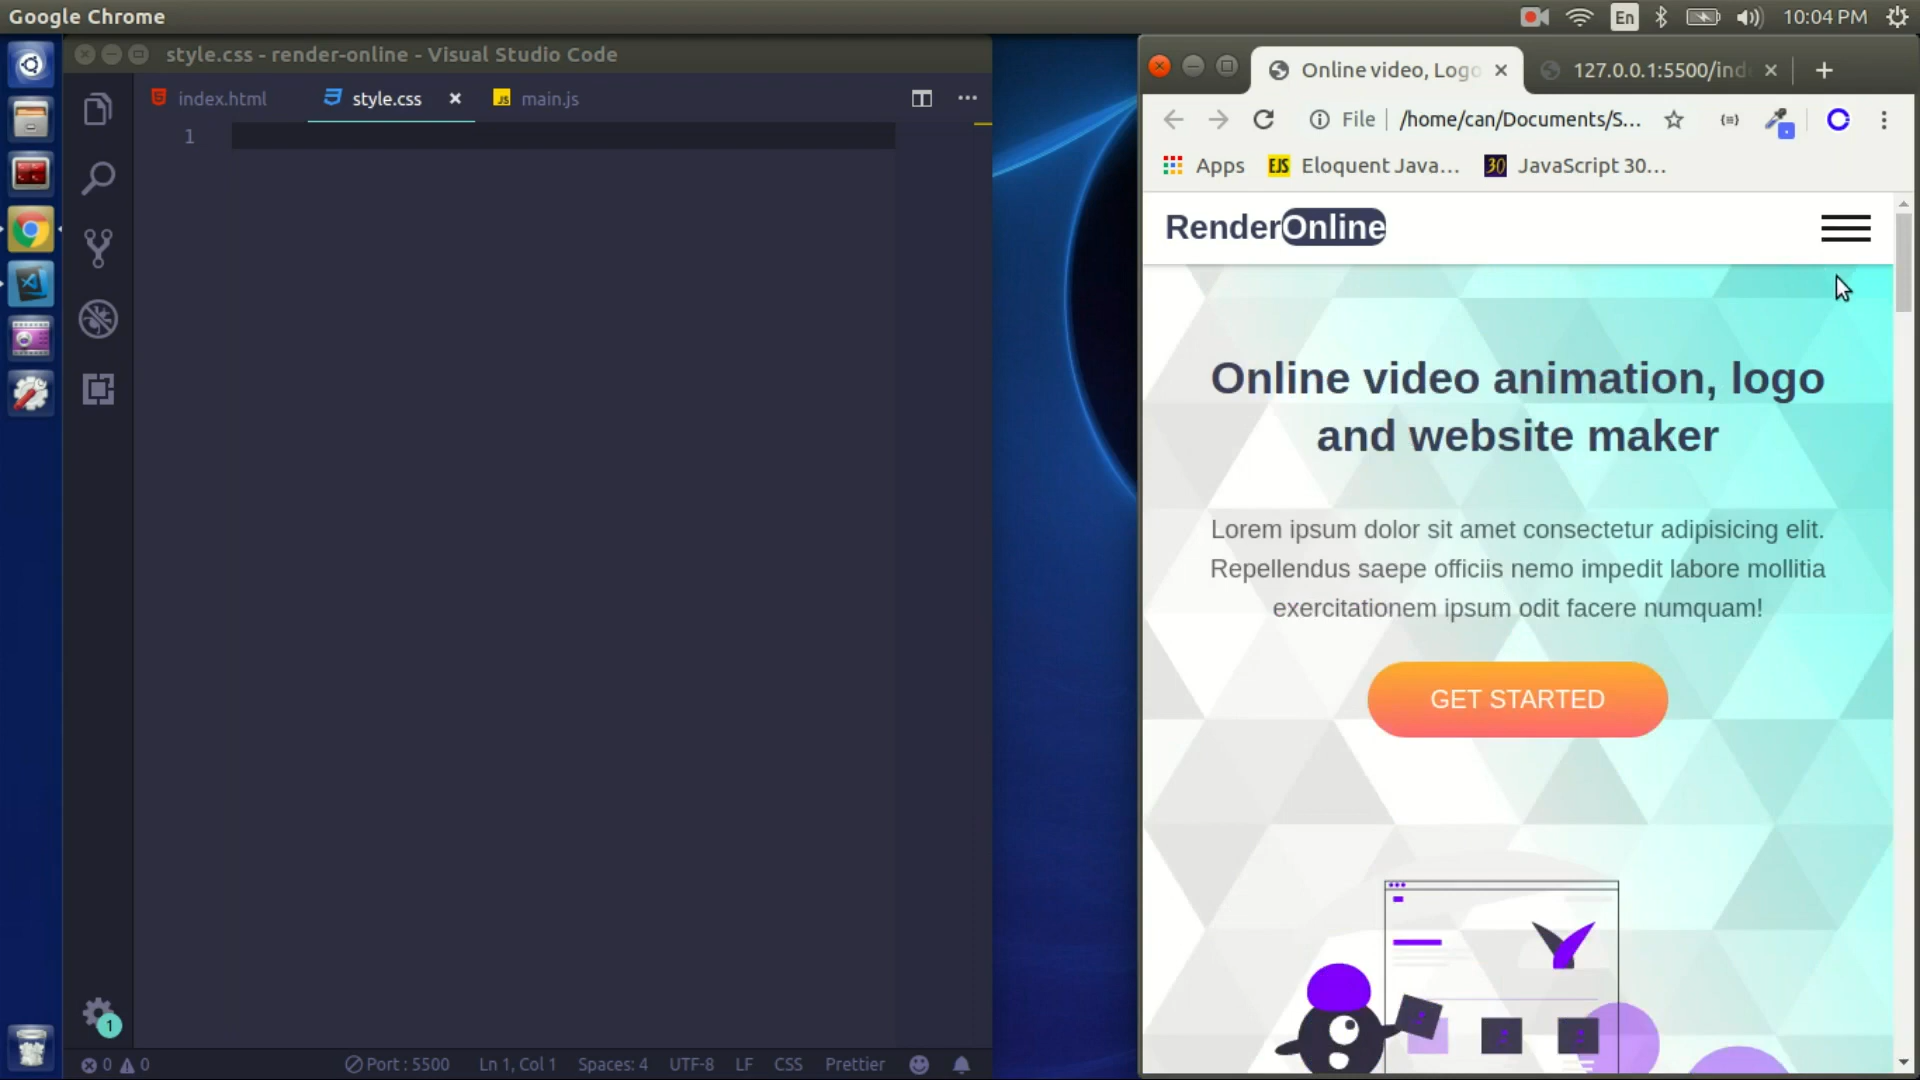 Google Chrome
En
10:04 PM
style.css - render-online - Visual Studio Code
index.html
style.css
JS
main.js
1
1
0
0
Port : 5500
Ln 1, Col 1
Spaces: 4
UTF-8
LF
CSS
Prettier
Online video, Logo
127.0.0.1:5500/ind
File
/home/can/Documents/S...
Apps
EJS
Eloquent Java...
30
JavaScript 30...
RenderOnline
Online video animation, logo
and website maker
Lorem ipsum dolor sit amet consectetur adipisicing elit.
Repellendus saepe officiis nemo impedit labore mollitia
exercitationem ipsum odit facere numquam!
GET STARTED